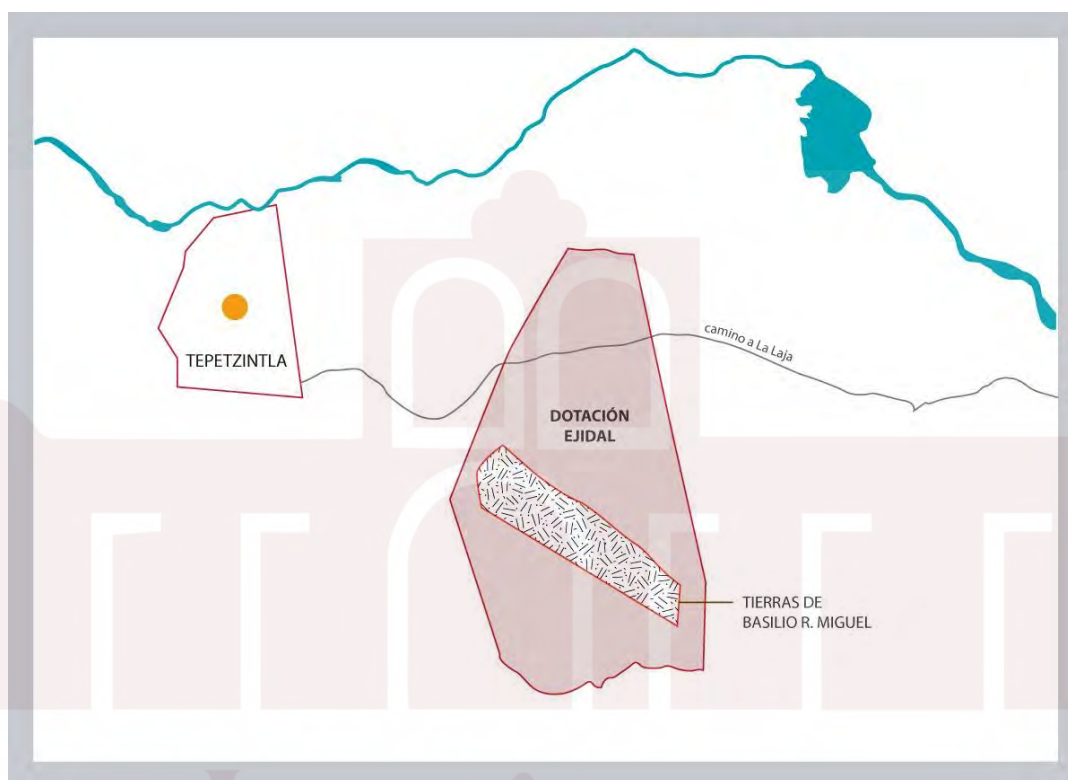 camino a La Laja
TEPETZINTLA
DOTACIÓN
EJIDAL
TIERRAS DE
BASILIO R. MIGUEL